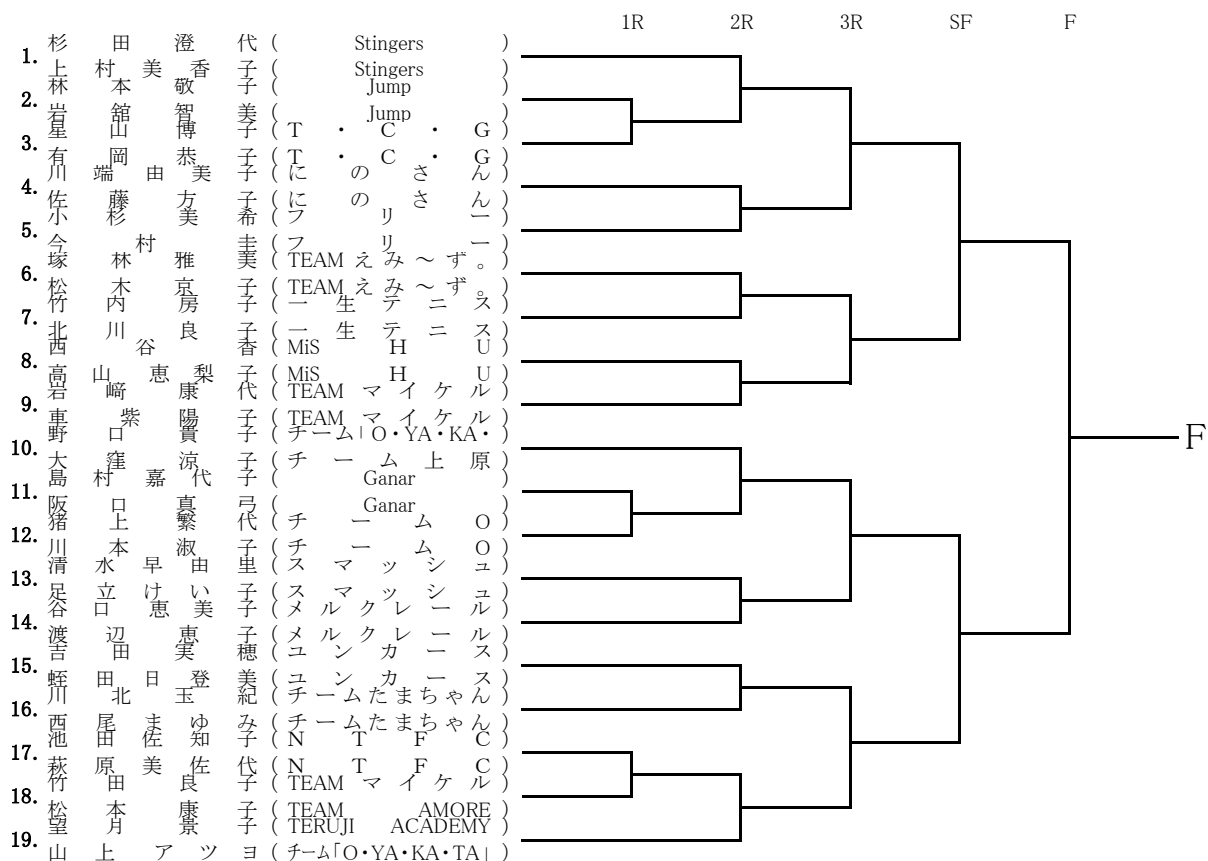 1R 2R 3R SF F
杉田澄代 ( Stingers )
1.
上村美香子 ( Stingers )
林本敬子 ( Jump )
2.
岩舘智美 ( Jump )
星山博子 ( T・C・G )
3.
有岡恭子 ( T・C・G )
川端由美子 ( にのさん )
4.
佐藤方子 ( にのさん )
小杉美希 ( フリー )
5.
今村圭 ( フリー )
塚林雅美 ( TEAMえみ～ず。 )
6.
松木京子 ( TEAMえみ～ず。 )
竹内房子 ( 一生テニス )
7.
北川良子 ( 一生テニス )
西谷香 ( MiSHU )
8.
高山恵梨子 ( MiSHU )
岩﨑康代 ( TEAMマイケル )
9.
車紫陽子 ( TEAMマイケル )
野口貴子 ( チーム「O・YA・KA・ )
10.
大窪涼子 ( チーム上原 )
島村嘉代子 ( Ganar )
11.
阪口真弓 ( Ganar )
猪上繁代 ( チームO )
12.
川本淑子 ( チームO )
清水早由里 ( スマッシュ )
13.
足立けい子 ( スマッシュ )
谷口恵美子 ( メルクレール )
14.
渡辺恵子 ( メルクレール )
吉田実穂 ( ユンカース )
15.
蛭田日登美 ( ユンカース )
川北玉紀 ( チームたまちゃん )
16.
西尾まゆみ ( チームたまちゃん )
池田佐知子 ( NTFC )
17.
萩原美佐代 ( NTFC )
竹田良子 ( TEAMマイケル )
18.
松本康子 ( TEAM AMORE )
望月景子 ( TERUJI ACADEMY )
19.
山上アツヨ ( チーム「O・YA・KA・TA」
F